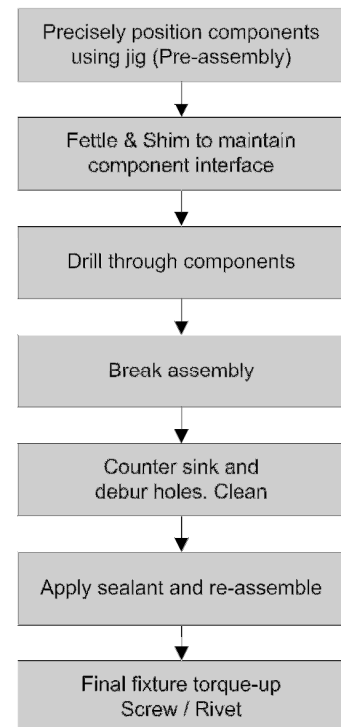 Precisely position components
using jig (Pre-assembly)
Fettle & Shim to maintain
component interface
Drill through components
Break assembly
Counter sink and
debur holes. Clean
Apply sealant and re-assemble
Final fixture torque-up
Screw / Rivet